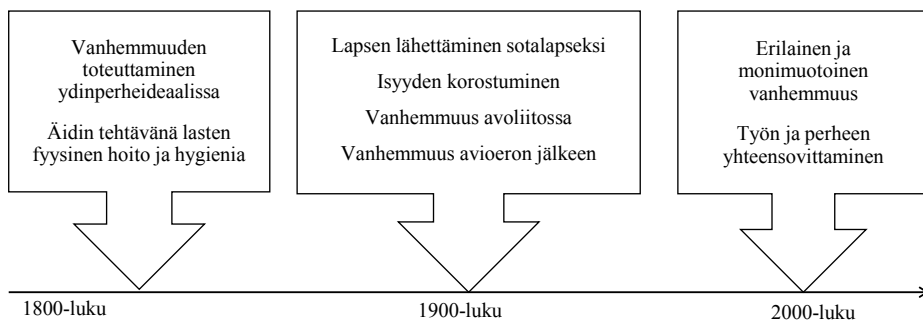 Vanhemmuuden
toteuttaminen
ydinperheideaalissa
Äidin tehtävänä lasten
fyysinen hoito ja hygienia
Lapsen lähettäminen sotalapseksi
Isyyden korostuminen
Vanhemmuus avoliitossa
Vanhemmuus avioeron jälkeen
Erilainen ja
monimuotoinen
vanhemmuus
Työn ja perheen
yhteensovittaminen
1800-luku
1900-luku
2000-luku